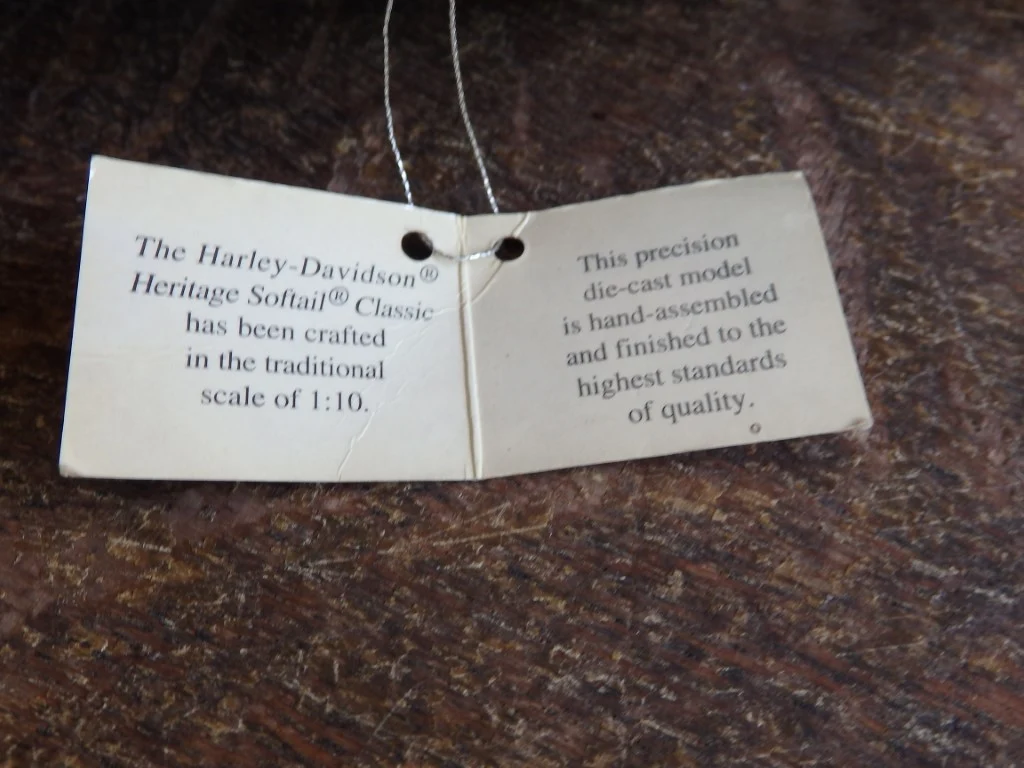 The Harley-Davidson®
Heritage Softail® Classic
has been crafted
in the traditional
scale of 1:10.
This precision
die-cast model
is hand-assembled
and finished to the
highest standards
of quality.